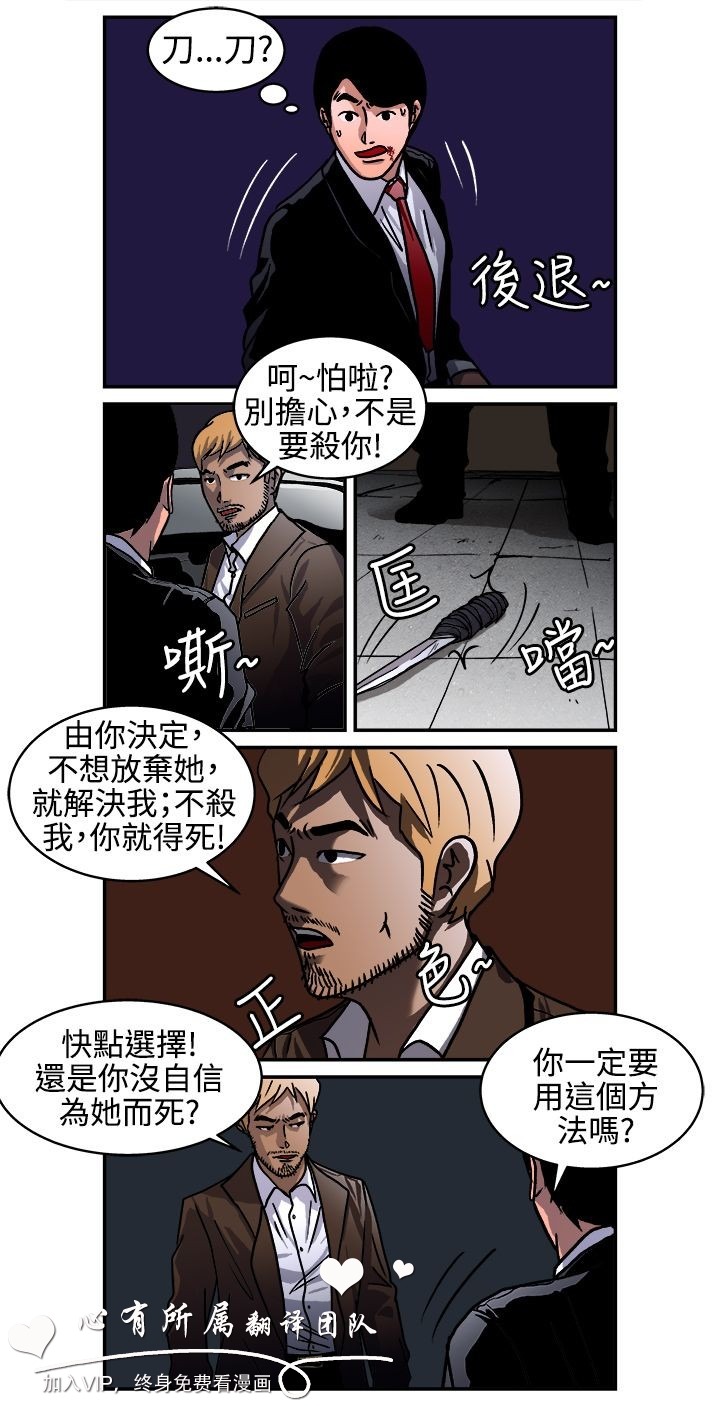 刀...刀?
後退~
呵~怕啦?
別擔心,不是
要殺你!
嘶~
匡
噹~
由你決定,
不想放棄她,
就解決我;不殺
我,你就得死!
正
色~
快點選擇!
還是你沒自信
為她而死?
你一定要
用這個方
法嗎?
心有所属翻译团队
加入VIP，终身免费看漫画